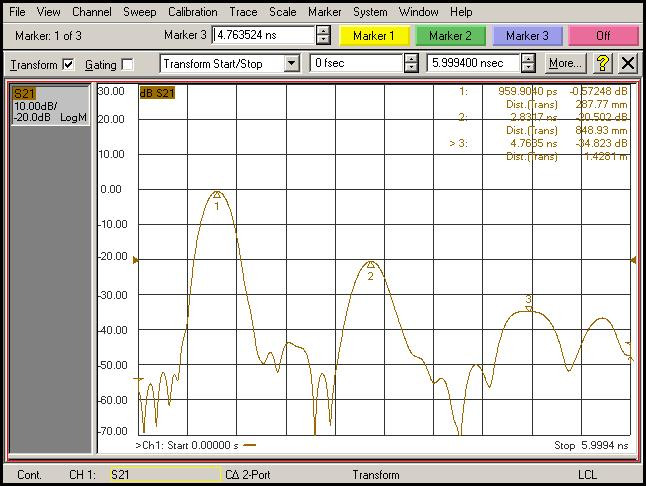 File View Channel Sweep Calibration Trace Scale Marker System Window Help
Marker: 1 of 3 Marker 3 4.763524 ns Marker 1 Marker 2 Marker 3 Off
Transform Gating Transform Start/Stop 0 fsec 5.999400 nsec More... ?
S21
10.00dB/
-20.0dB LogM
dB S21
1: 959.9040 ps -0.57248 dB
Dist.(Trans) 287.77 mm
2: 2.8317 ns -20.502 dB
Dist.(Trans) 848.93 mm
> 3: 4.7635 ns -34.823 dB
Dist.(Trans) 1.4281 m
30.00
20.00
10.00
0.00
-10.00
-20.00
-30.00
-40.00
-50.00
-60.00
-70.00
1
2
3
>Ch1: Start 0.00000 s Stop 5.9994 ns
Cont. CH 1: S21 CΔ 2-Port Transform LCL